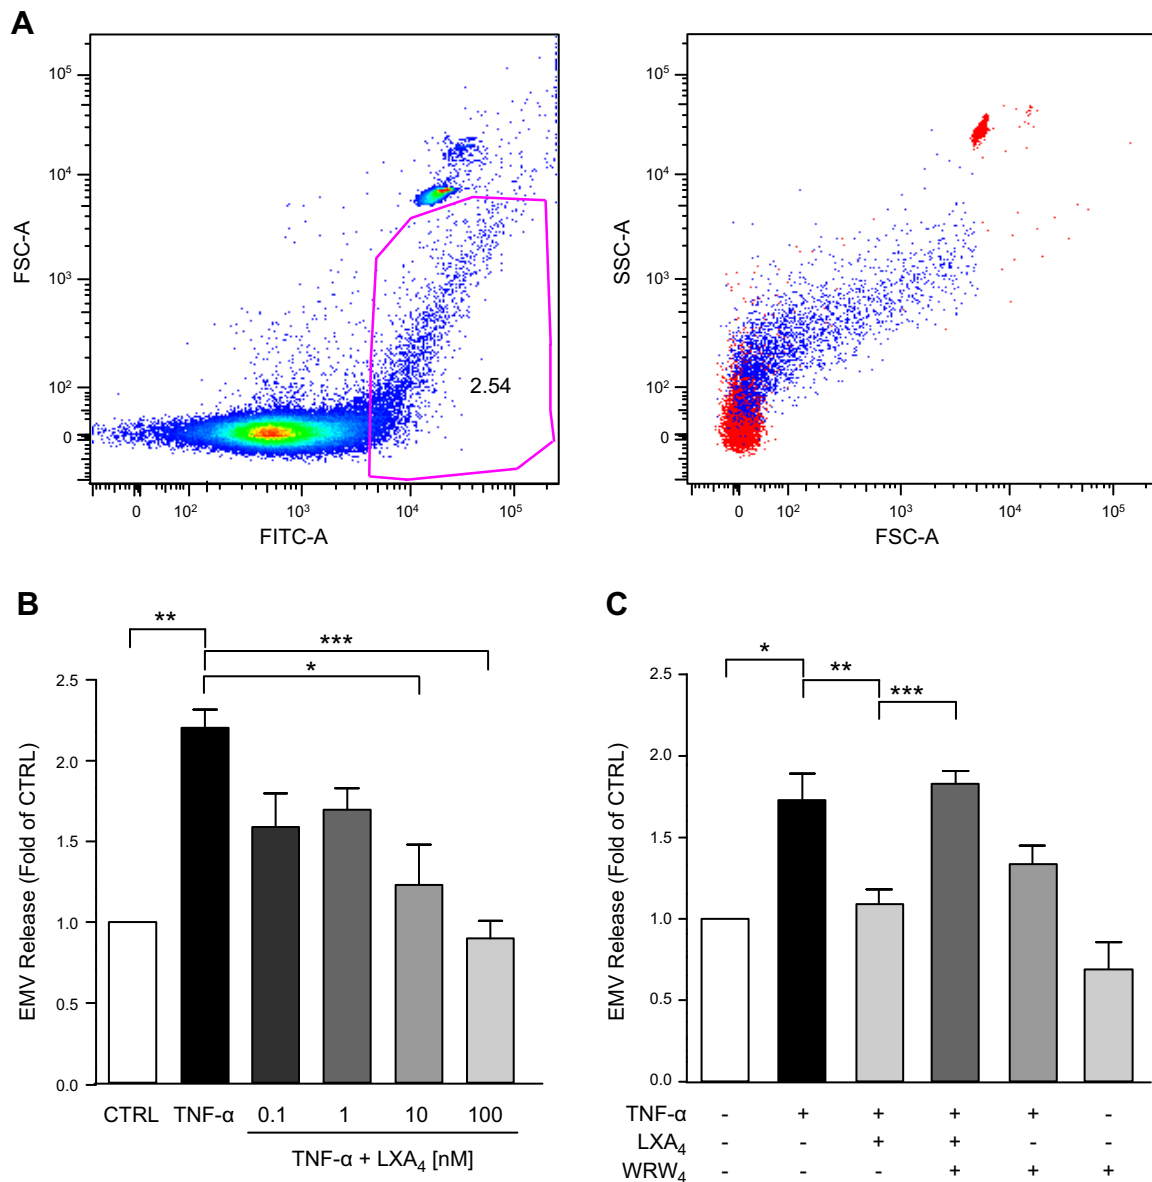 A
10⁵
10⁴
10³
10²
0
FSC-A
2.54
0 10² 10³ 10⁴ 10⁵
FITC-A
10⁵
10⁴
10³
10²
0
SSC-A
0 10² 10³ 10⁴ 10⁵
FSC-A
B
**
***
*
2.5
2.0
1.5
1.0
0.5
0.0
EMV Release (Fold of CTRL)
CTRL TNF-α 0.1 1 10 100
TNF-α + LXA₄ [nM]
C
*
**
***
2.5
2.0
1.5
1.0
0.5
0.0
EMV Release (Fold of CTRL)
TNF-α - + + + + -
LXA₄ - - + + - -
WRW₄ - - - + + +